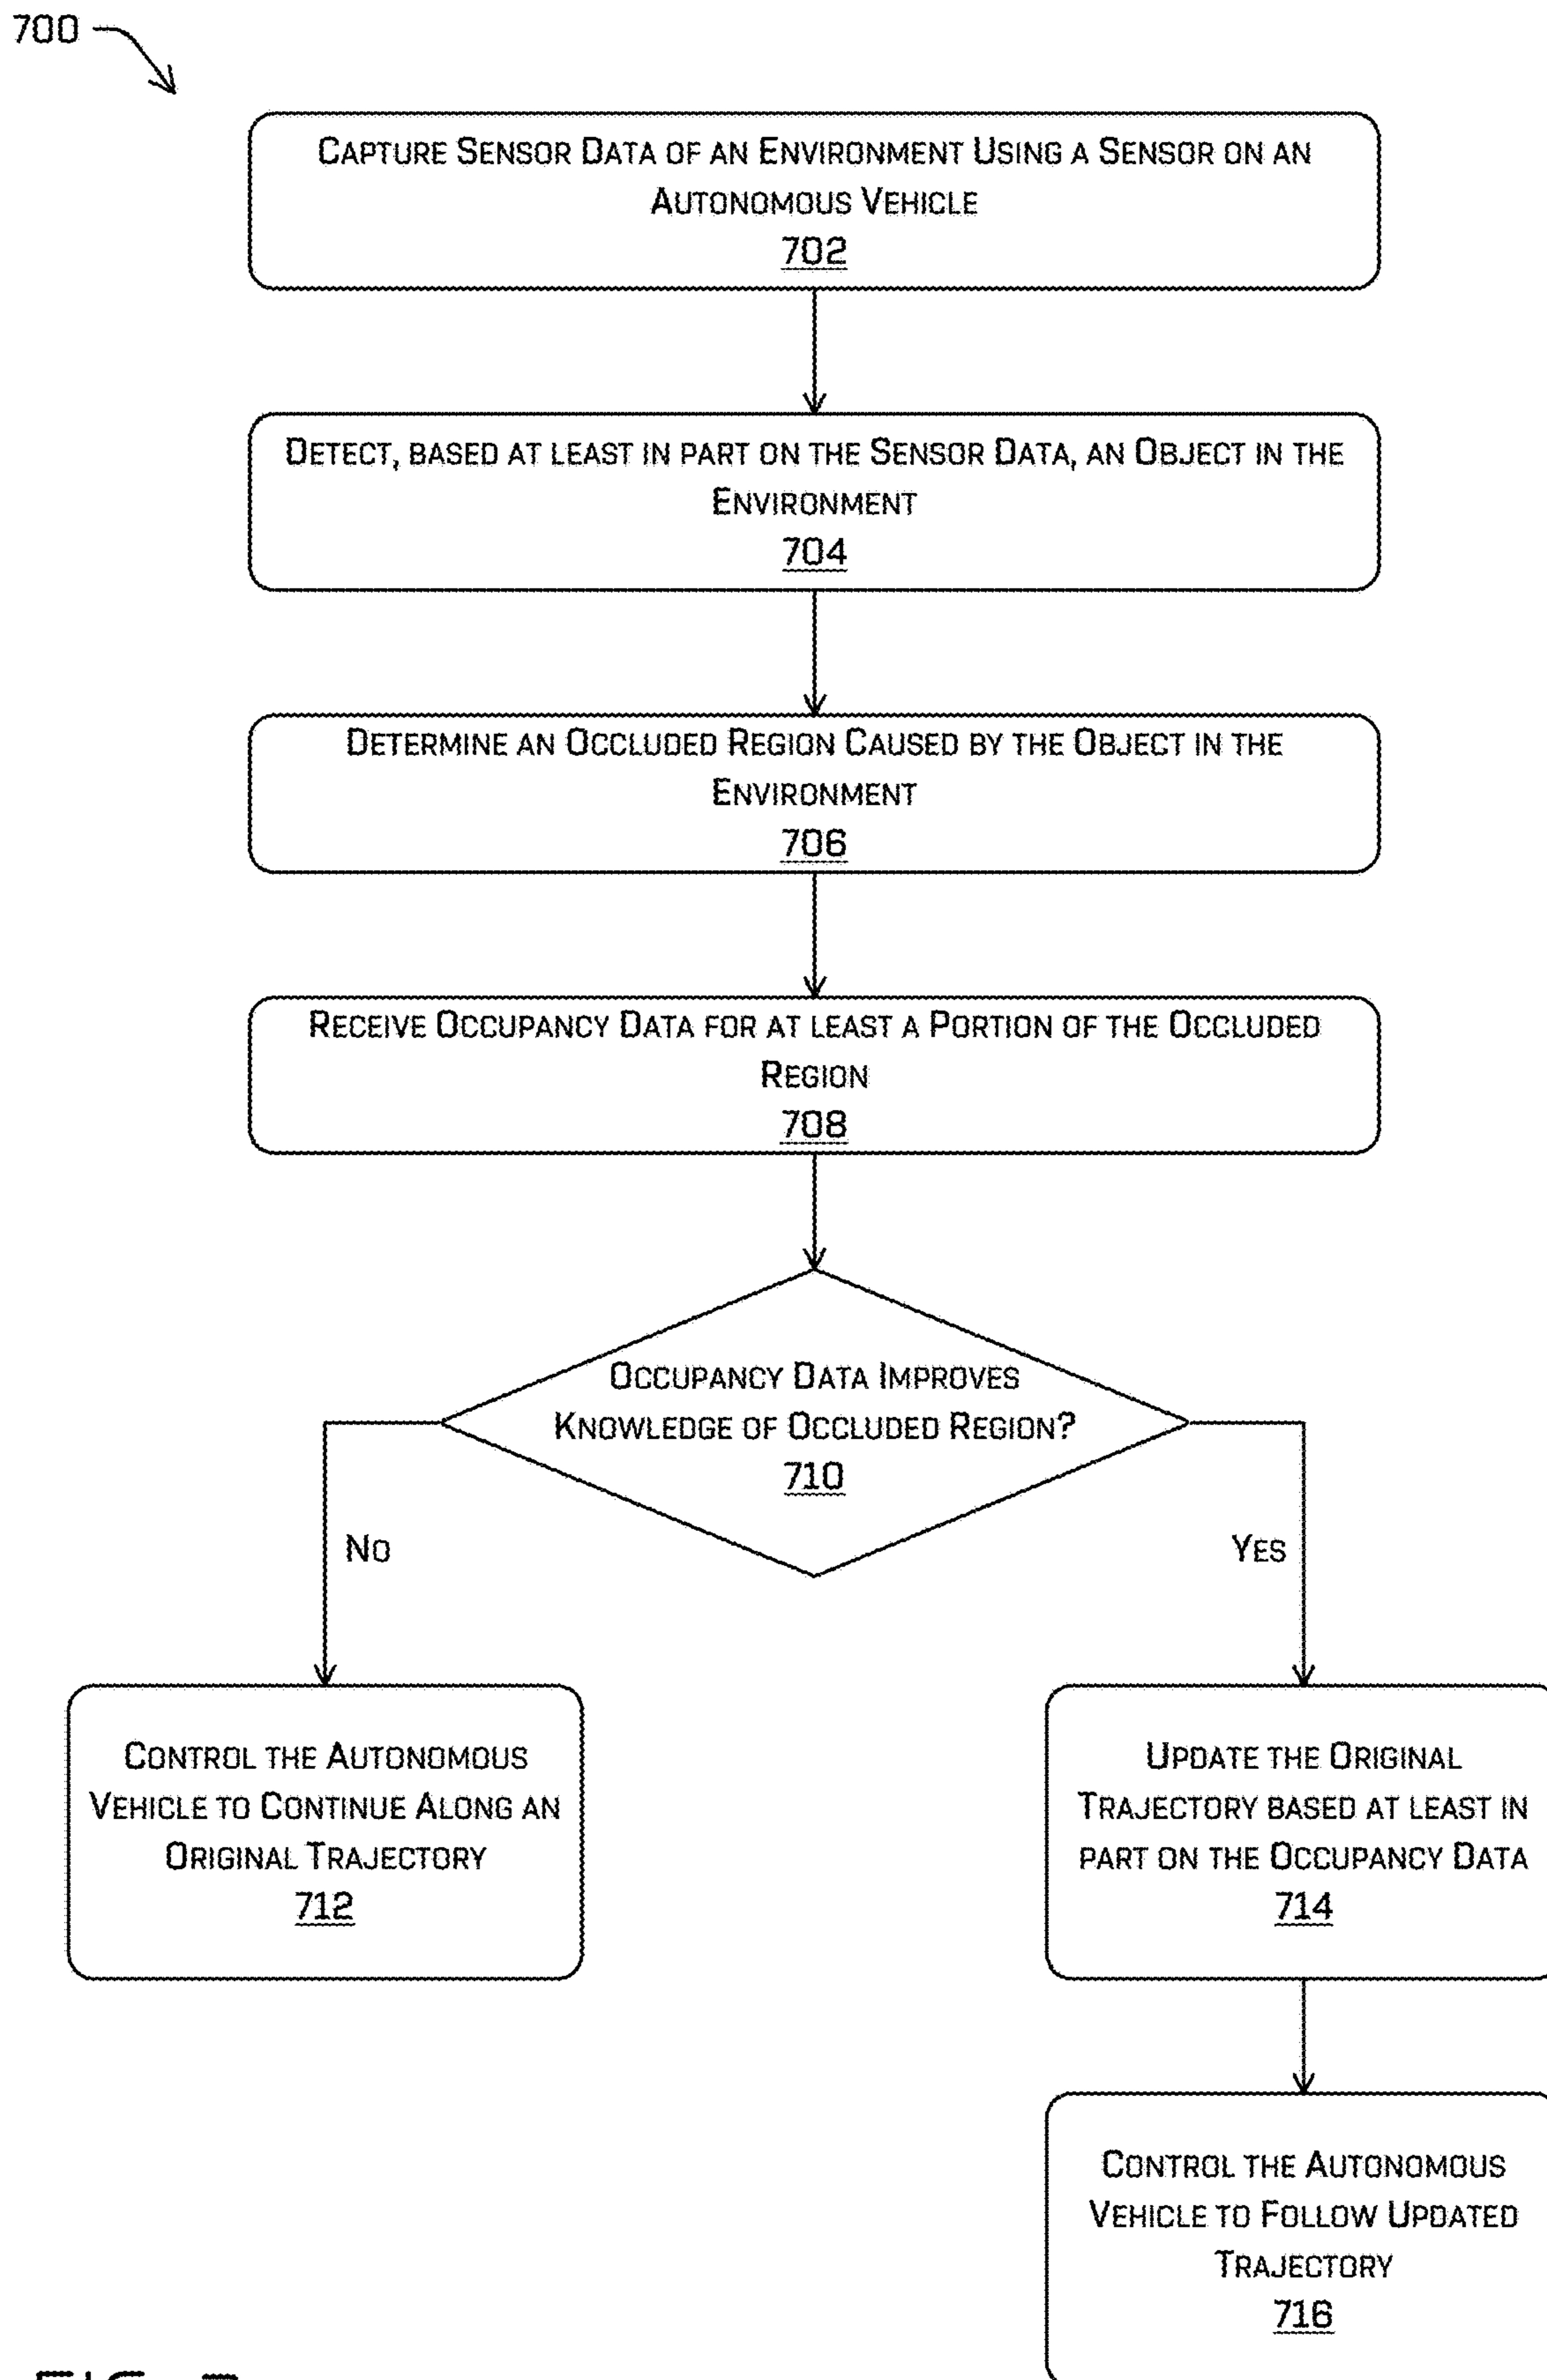 700
Capture Sensor Data of an Environment Using a Sensor on an
Autonomous Vehicle
702
Detect, based at least in part on the Sensor Data, an Object in the
Environment
704
Determine an Occluded Region Caused by the Object in the
Environment
706
Receive Occupancy Data for at least a Portion of the Occluded
Region
708
Occupancy Data Improves
Knowledge of Occluded Region?
710
No
Yes
Control the Autonomous
Vehicle to Continue Along an
Original Trajectory
712
Update the Original
Trajectory based at least in
part on the Occupancy Data
714
Control the Autonomous
Vehicle to Follow Updated
Trajectory
716